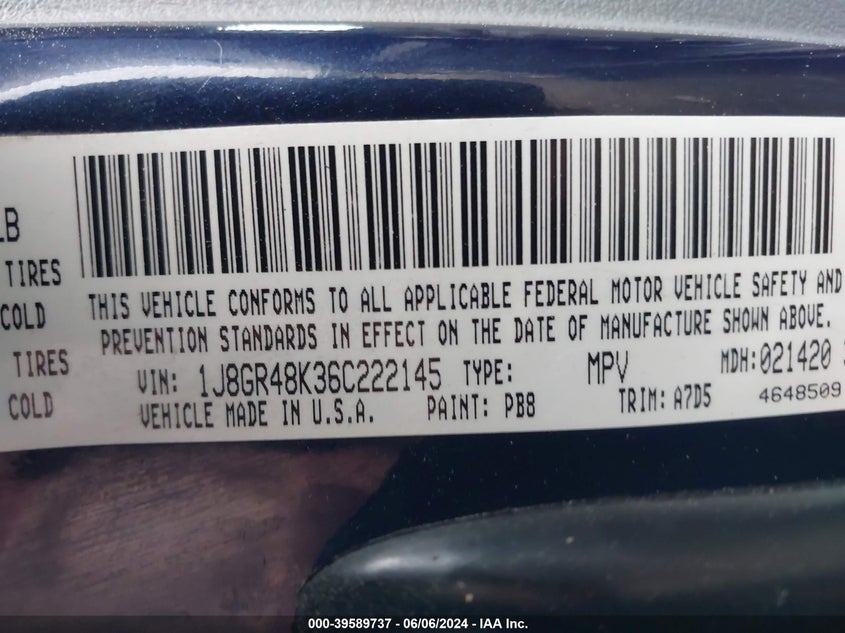 LB
TIRES
COLD
TIRES
COLD
THIS VEHICLE CONFORMS TO ALL APPLICABLE FEDERAL MOTOR VEHICLE SAFETY AND
PREVENTION STANDARDS IN EFFECT ON THE DATE OF MANUFACTURE SHOWN ABOVE.
VIN: 1J8GR48K36C222145 TYPE: MPV MDH:021420
VEHICLE MADE IN U.S.A. PAINT: PB8 TRIM: A7D5 4648509
000-39589737 - 06/06/2024 - IAA Inc.